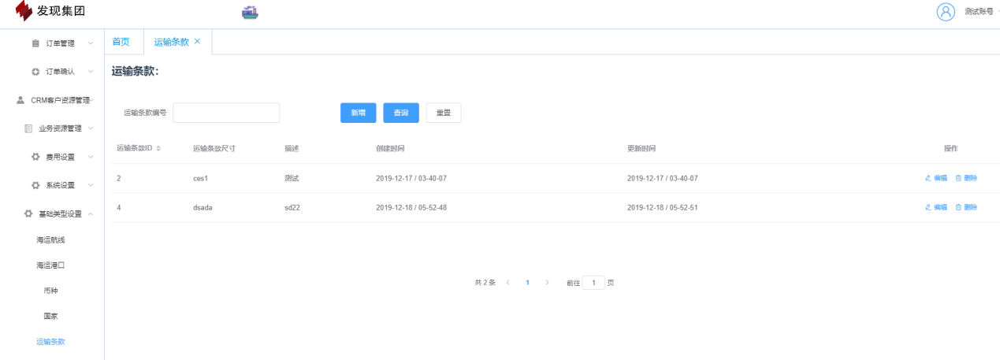 发现集团
测试账号
订单管理
订单确认
CRM客户资源管理
业务资源管理
费用设置
系统设置
基础类型设置
海运航线
海运港口
币种
国家
运输条款
首页 运输条款 ×
运输条款：
运输条款编号 新增 查询 重置
运输条款ID 运输条款尺寸 描述 创建时间 更新时间 操作
2 ces1 测试 2019-12-17 / 03-40-07 2019-12-17 / 03-40-07 编辑 删除
4 dsada sd22 2019-12-18 / 05-52-48 2019-12-18 / 05-52-51 编辑 删除
共 2 条 1 前往 1 页